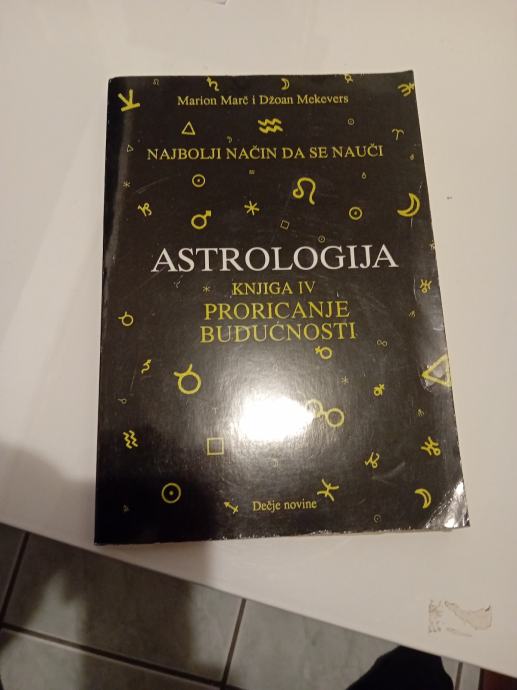 Marion Marč i Džoan Mekevers
NAJBOLJI NAČIN DA SE NAUČI
ASTROLOGIJA
KNJIGA IV
PRORICANJE
BUDUĆNOSTI
Dečje novine